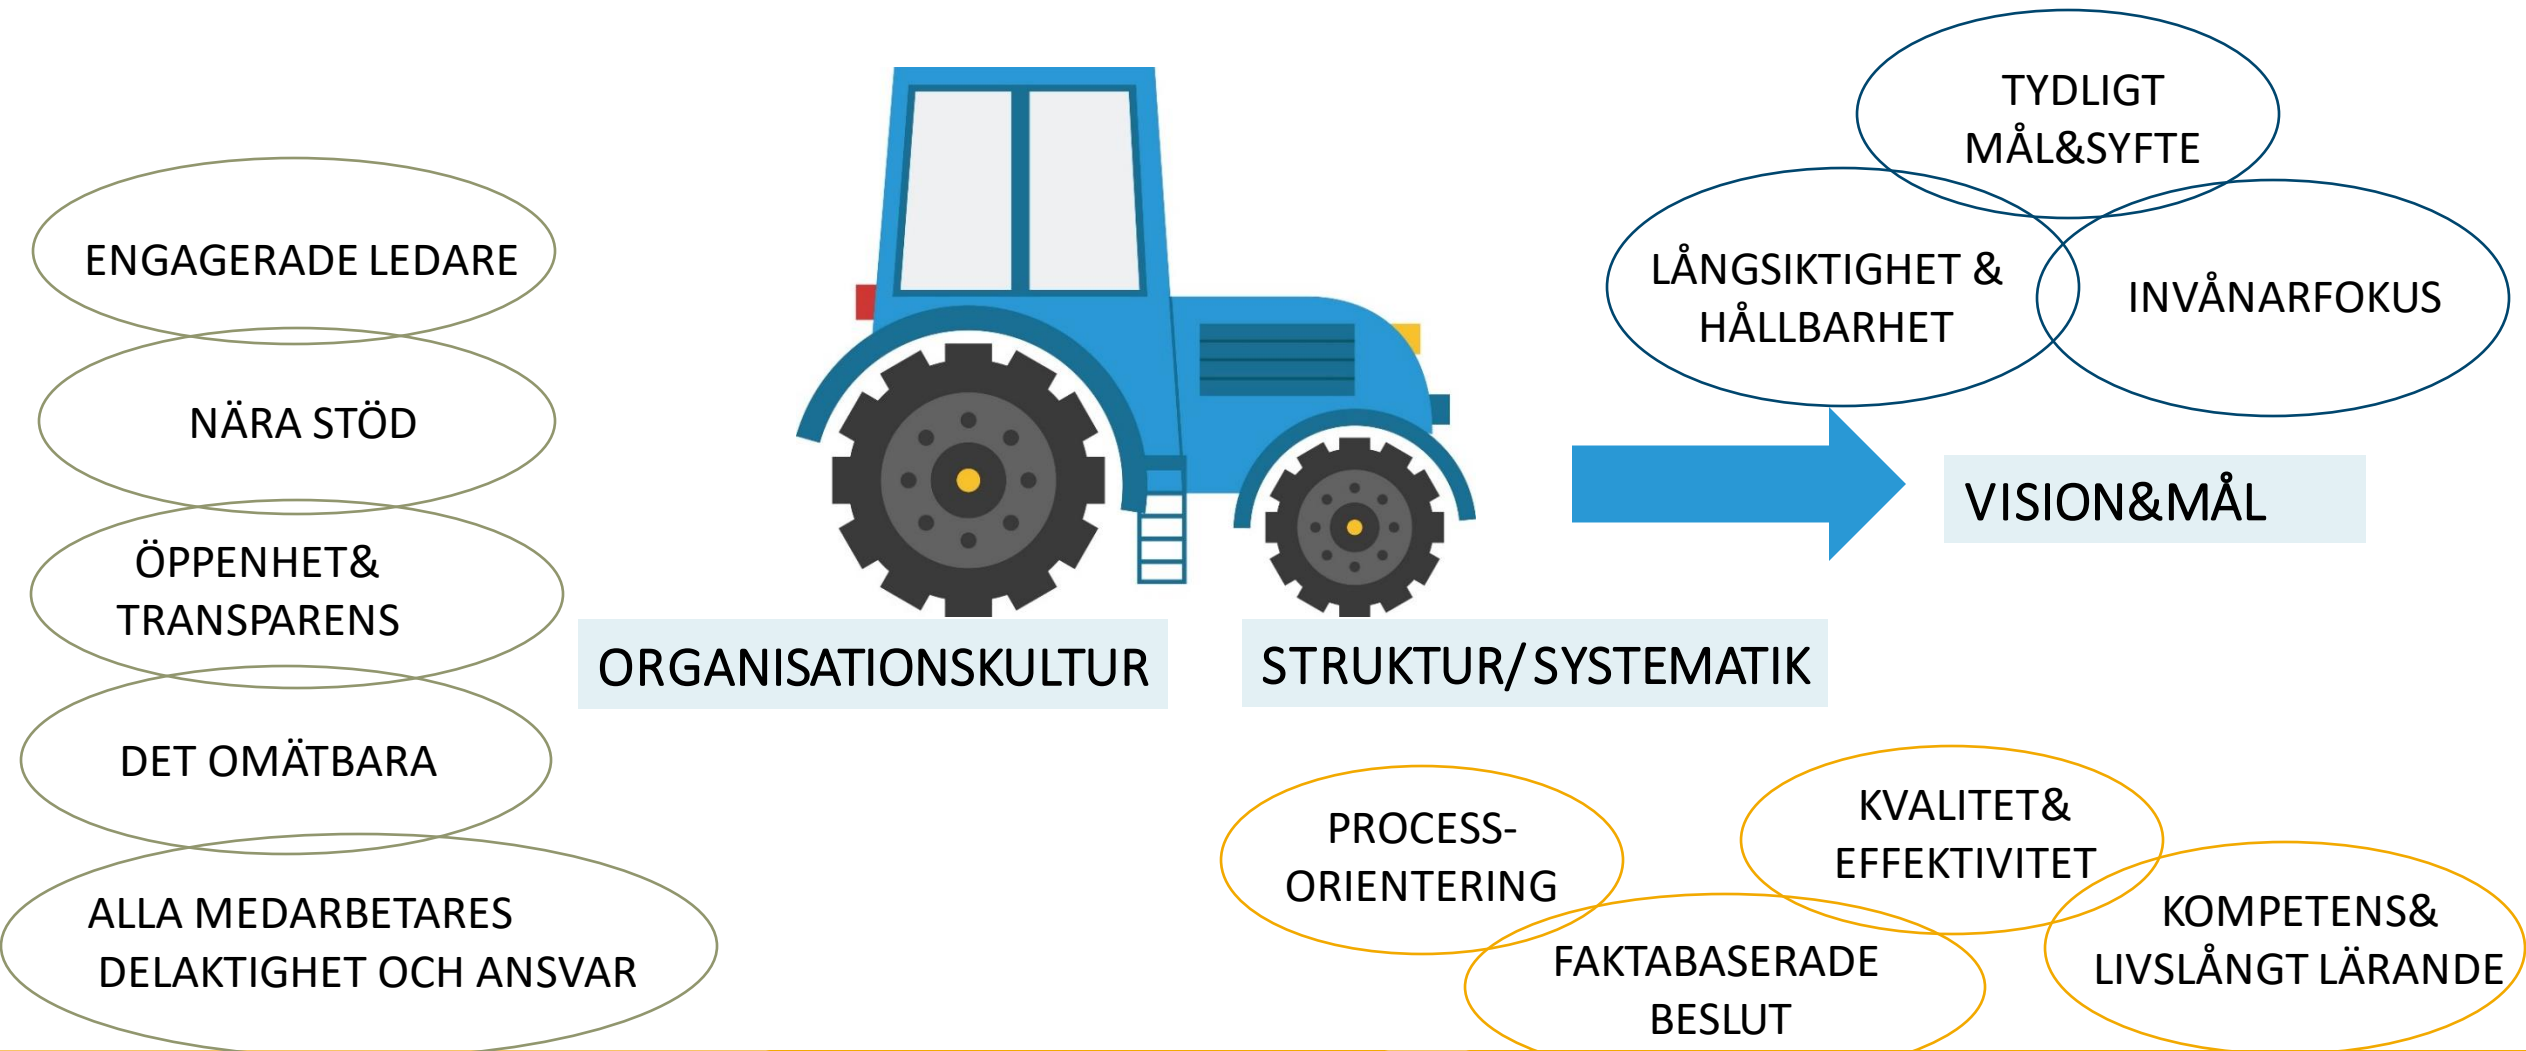 ENGAGERADE LEDARE
NÄRA STÖD
ÖPPENHET&
TRANSPARENS
DET OMÄTBARA
ALLA MEDARBETARES
DELAKTIGHET OCH ANSVAR
ORGANISATIONSKULTUR
STRUKTUR/SYSTEMATIK
TYDLIGT
MÅL&SYFTE
LÅNGSIKTIGHET &
HÅLLBARHET
INVÅNARFOKUS
VISION&MÅL
PROCESS-
ORIENTERING
FAKTABASERADE
BESLUT
KVALITET&
EFFEKTIVITET
KOMPETENS&
LIVSLÅNGT LÄRANDE